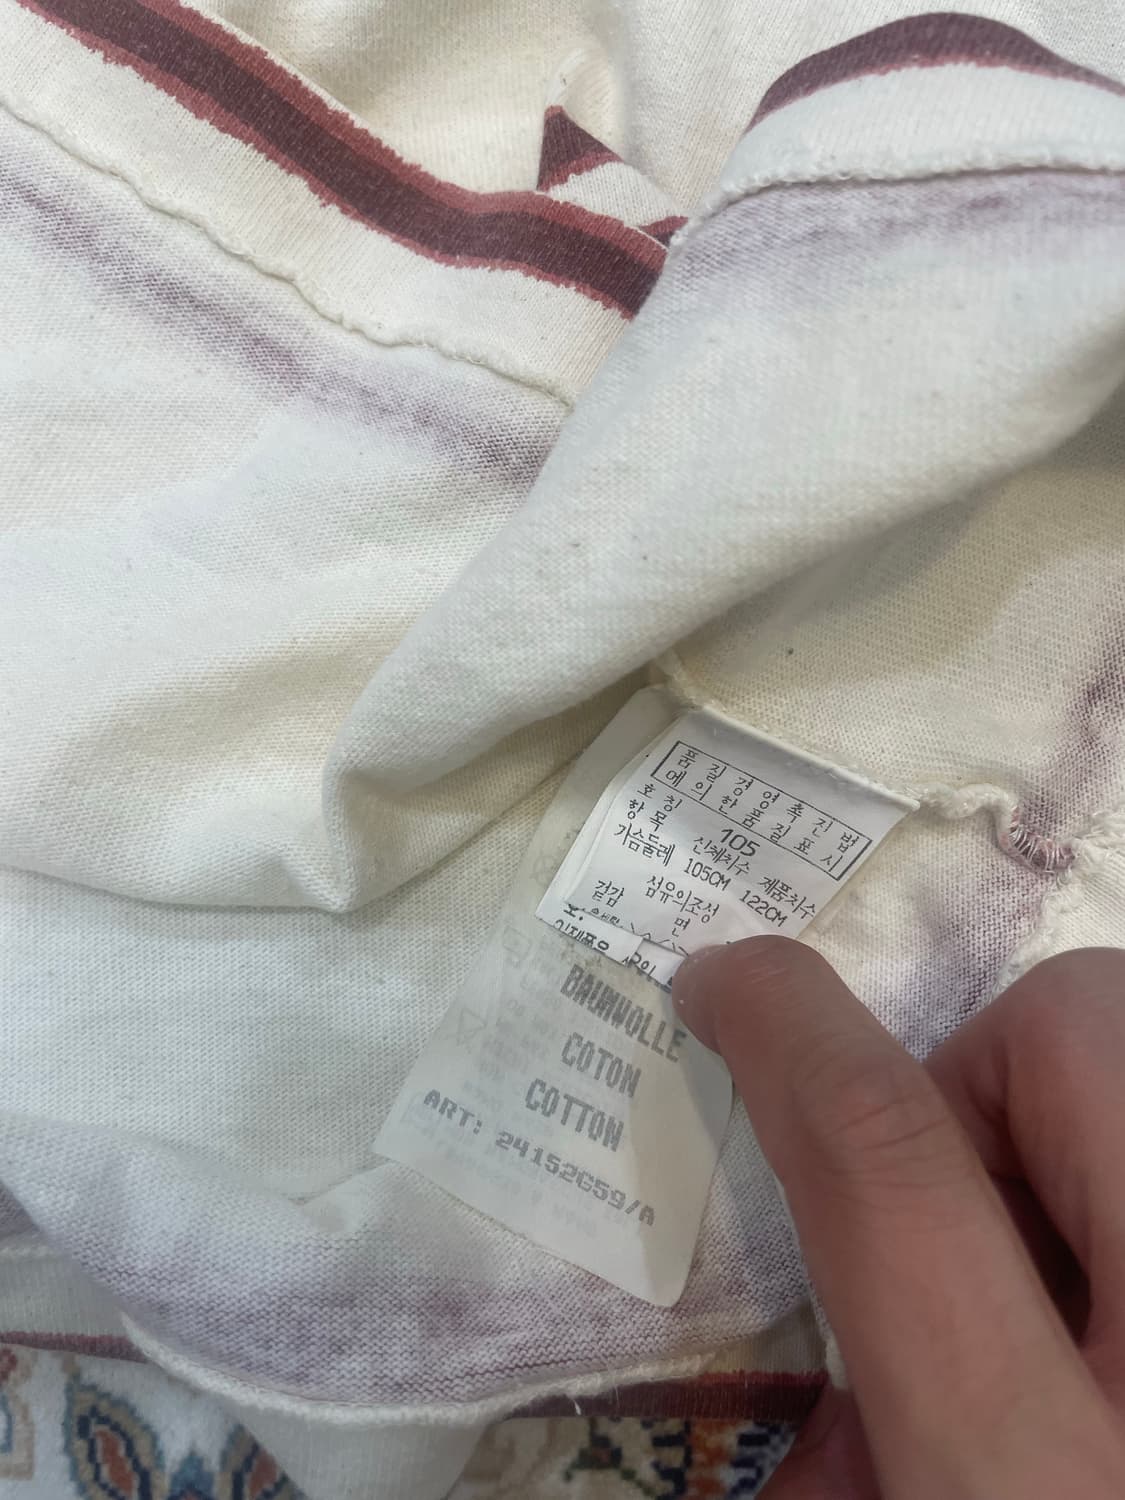 품질경영촉진법
에의한품질표시
호칭 105
항목 신체치수 제품치수
가슴둘레 105CM 122CM
섬유의조성
겉감 면
BAUMWOLLE
COTON
COTTON
ART: 24152G59/A